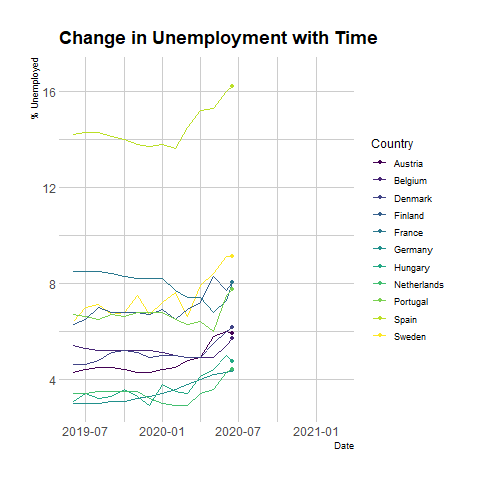 Change in Unemployment with Time
% Unemployed
16
12
8
4
2019-07 2020-01 2020-07 2021-01
Date
Country
Austria
Belgium
Denmark
Finland
France
Germany
Hungary
Netherlands
Portugal
Spain
Sweden